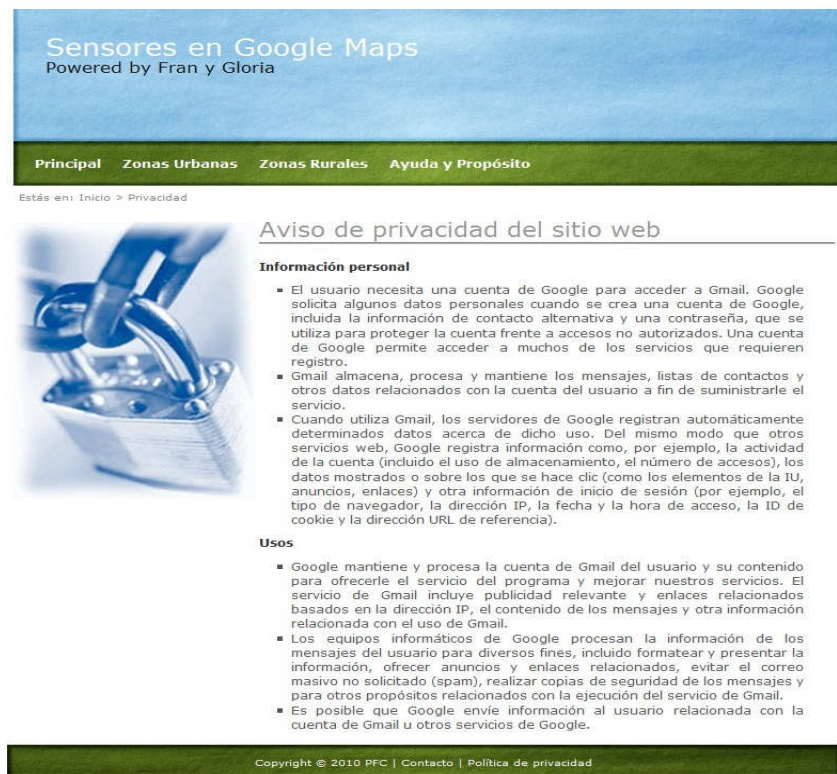 Sensores en Google Maps
Powered by Fran y Gloria
Principal Zonas Urbanas Zonas Rurales Ayuda y Propósito
Estás en: Inicio > Privacidad
Aviso de privacidad del sitio web
Información personal
▪ El usuario necesita una cuenta de Google para acceder a Gmail. Google
solicita algunos datos personales cuando se crea una cuenta de Google,
incluida la información de contacto alternativa y una contraseña, que se
utiliza para proteger la cuenta frente a accesos no autorizados. Una cuenta
de Google permite acceder a muchos de los servicios que requieren
registro.
▪ Gmail almacena, procesa y mantiene los mensajes, listas de contactos y
otros datos relacionados con la cuenta del usuario a fin de suministrarle el
servicio.
▪ Cuando utiliza Gmail, los servidores de Google registran automáticamente
determinados datos acerca de dicho uso. Del mismo modo que otros
servicios web, Google registra información como, por ejemplo, la actividad
de la cuenta (incluido el uso de almacenamiento, el número de accesos), los
datos mostrados o sobre los que se hace clic (como los elementos de la IU,
anuncios, enlaces) y otra información de inicio de sesión (por ejemplo, el
tipo de navegador, la dirección IP, la fecha y la hora de acceso, la ID de
cookie y la dirección URL de referencia).
Usos
▪ Google mantiene y procesa la cuenta de Gmail del usuario y su contenido
para ofrecerle el servicio del programa y mejorar nuestros servicios. El
servicio de Gmail incluye publicidad relevante y enlaces relacionados
basados en la dirección IP, el contenido de los mensajes y otra información
relacionada con el uso de Gmail.
▪ Los equipos informáticos de Google procesan la información de los
mensajes del usuario para diversos fines, incluido formatear y presentar la
información, ofrecer anuncios y enlaces relacionados, evitar el correo
masivo no solicitado (spam), realizar copias de seguridad de los mensajes y
para otros propósitos relacionados con la ejecución del servicio de Gmail.
▪ Es posible que Google envíe información al usuario relacionada con la
cuenta de Gmail u otros servicios de Google.
Copyright © 2010 PFC | Contacto | Política de privacidad